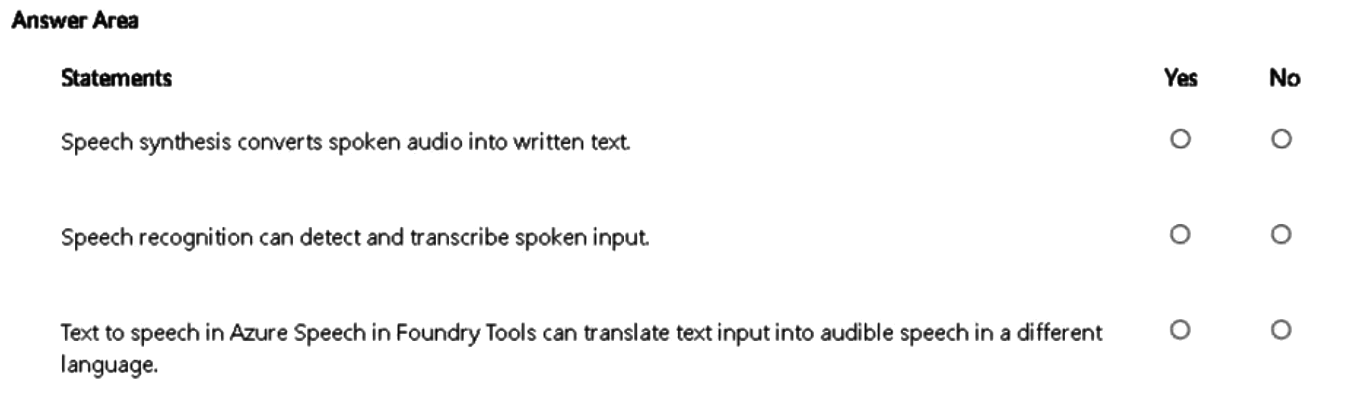 Answer Area
Statements Yes No
Speech synthesis converts spoken audio into written text.
Speech recognition can detect and transcribe spoken input.
Text to speech in Azure Speech in Foundry Tools can translate text input into audible speech in a different
language.